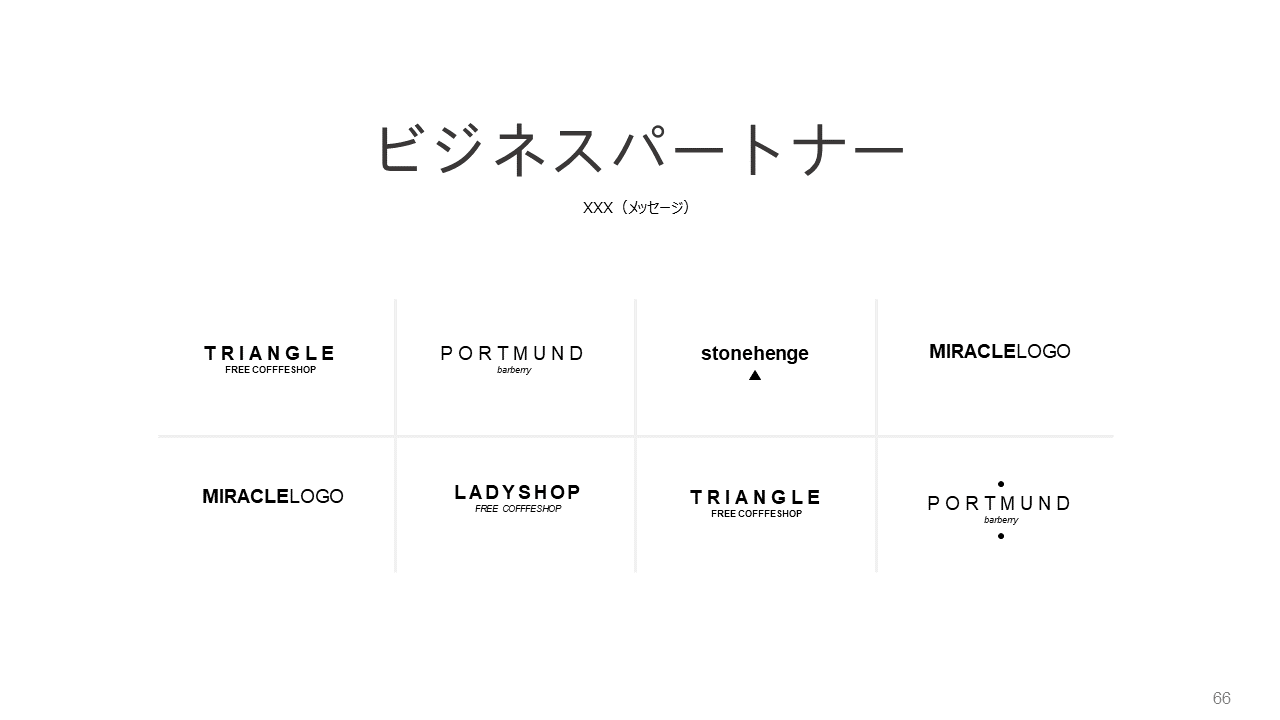 ビジネスパートナー
XXX（メッセージ）
TRIANGLE
FREE COFFFESHOP
PORTMUND
barberry
stonehenge
MIRACLELOGO
MIRACLELOGO
LADYSHOP
FREE COFFFESHOP
TRIANGLE
FREE COFFFESHOP
PORTMUND
barberry
66